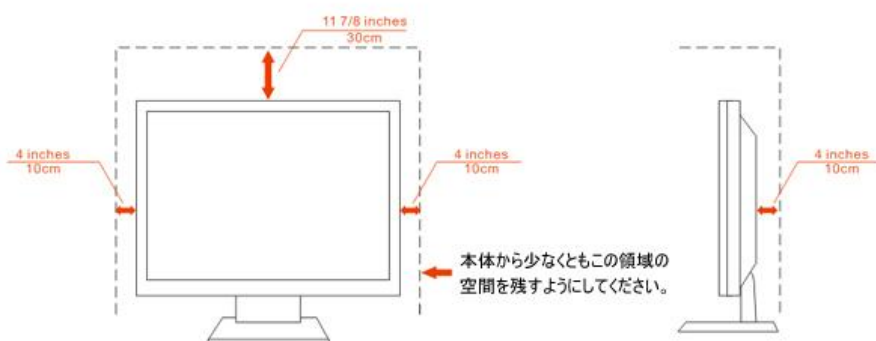 11 7/8 inches
30cm
4 inches
10cm
4 inches
10cm
4 inches
10cm
本体から少なくともこの領域の
空間を残すようにしてください。